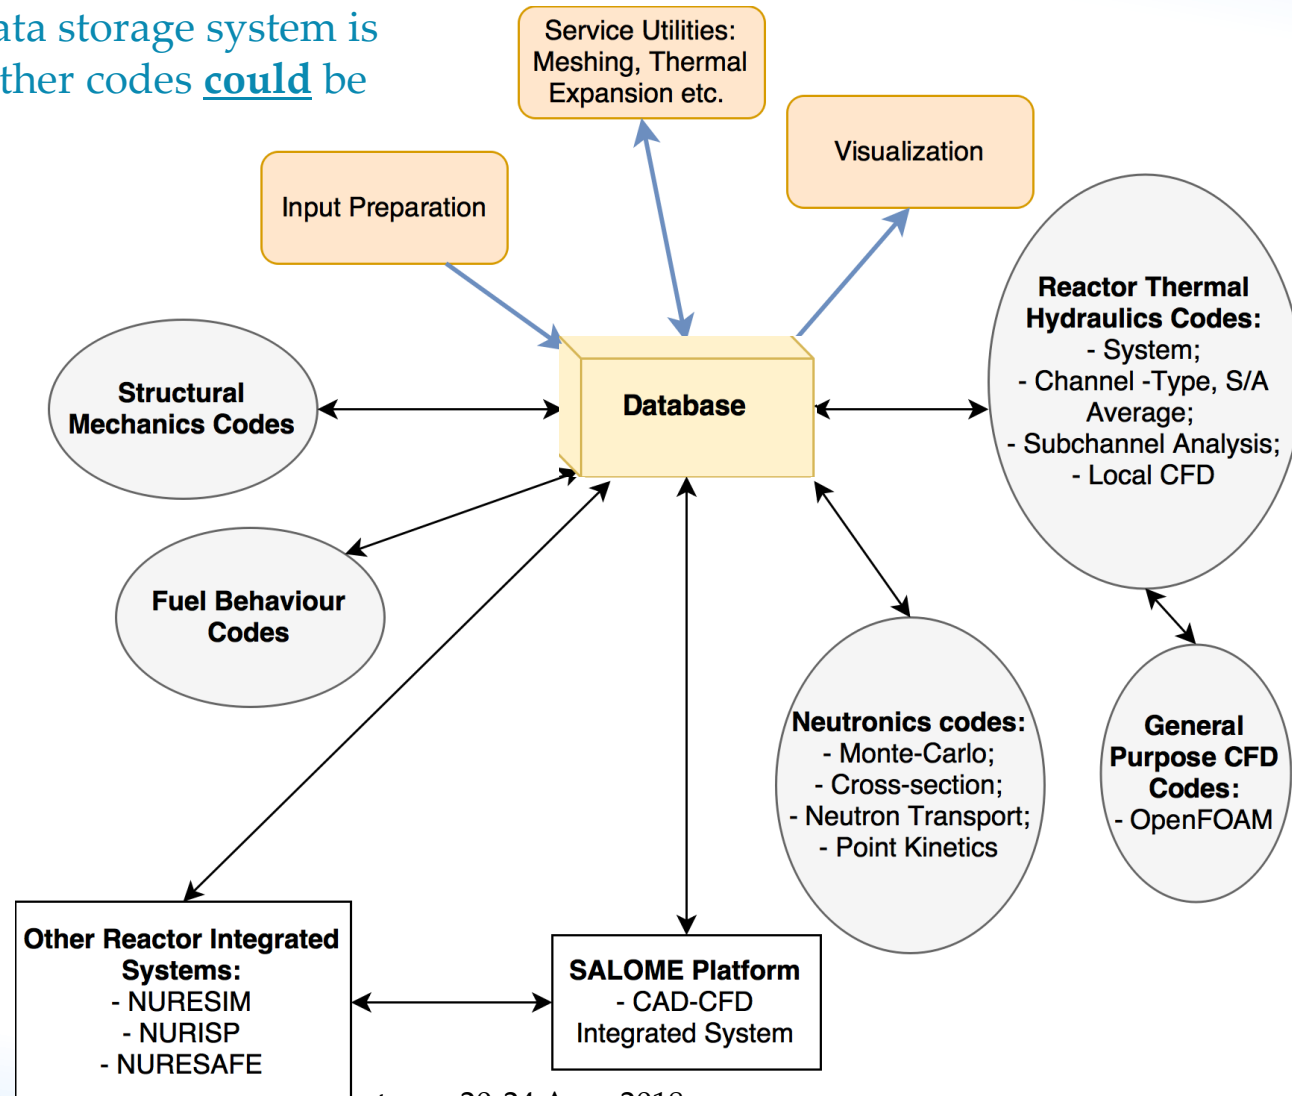 ata storage system is
ther codes could be
Service Utilities:
Meshing, Thermal
Expansion etc.
Visualization
Input Preparation
Reactor Thermal
Hydraulics Codes:
- System;
- Channel -Type, S/A
Average;
- Subchannel Analysis;
- Local CFD
Structural
Mechanics Codes
Database
Fuel Behaviour
Codes
Neutronics codes:
- Monte-Carlo;
- Cross-section;
- Neutron Transport;
- Point Kinetics
General
Purpose CFD
Codes:
- OpenFOAM
Other Reactor Integrated
Systems:
- NURESIM
- NURISP
- NURESAFE
SALOME Platform
- CAD-CFD
Integrated System